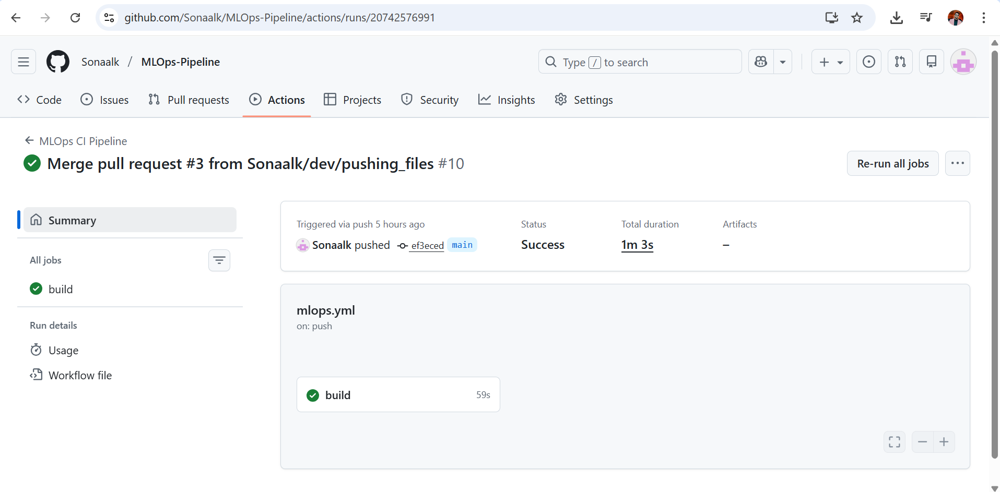 github.com/Sonaalk/MLOps-Pipeline/actions/runs/20742576991
Sonaalk / MLOps-Pipeline
Type / to search
Code Issues Pull requests Actions Projects Security Insights Settings
MLOps CI Pipeline
Merge pull request #3 from Sonaalk/dev/pushing_files #10
Re-run all jobs
Summary
All jobs
build
Run details
Usage
Workflow file
Triggered via push 5 hours ago
Sonaalk pushed ef3eced main
Status
Success
Total duration
1m 3s
Artifacts
–
mlops.yml
on: push
build 59s